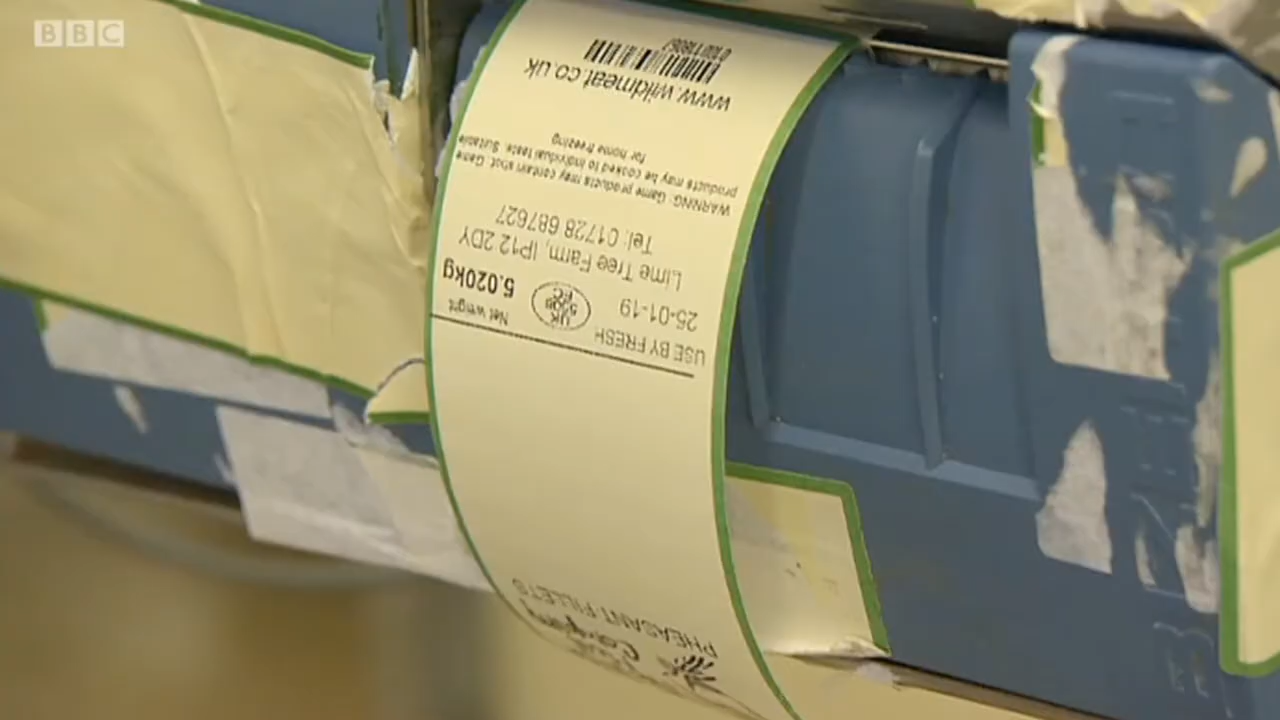 BBC
PHEASANT FILLETS
USE BY FRESH
Net weight
25-01-19
UK
FC
5.020kg
Lime Tree Farm, IP12 2DY
Tel: 01728 687627
WARNING: Game products may contain shot. Game
products may be cooked to individual taste. Suitable
for home freezing
www.wildmeat.co.uk